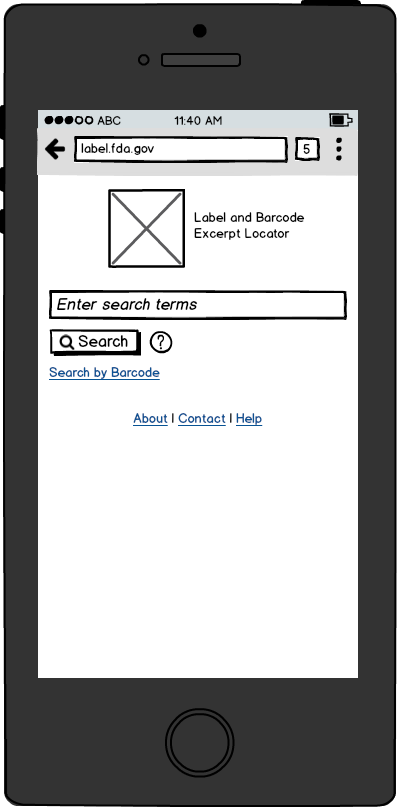 ABC 11:40 AM
label.fda.gov 5
Label and Barcode
Excerpt Locator
Enter search terms
Search ?
Search by Barcode
About | Contact | Help